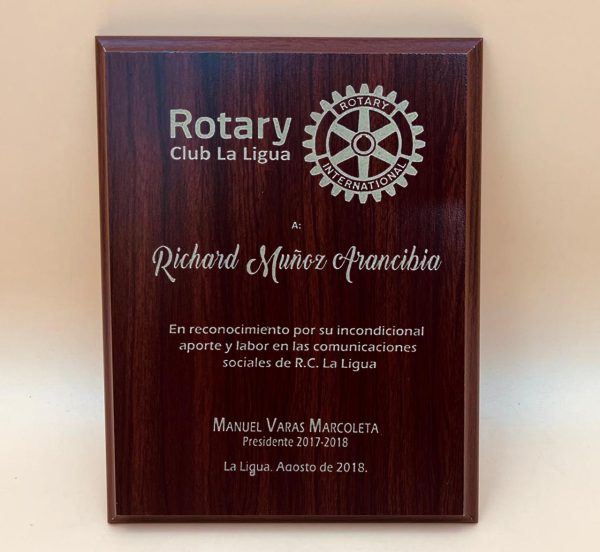 Rotary
Club La Ligua
ROTARY
INTERNATIONAL
A:
Richard Muñoz Arancibia
En reconocimiento por su incondicional
aporte y labor en las comunicaciones
sociales de R.C. La Ligua
MANUEL VARAS MARCOLETA
Presidente 2017-2018
La Ligua. Agosto de 2018.